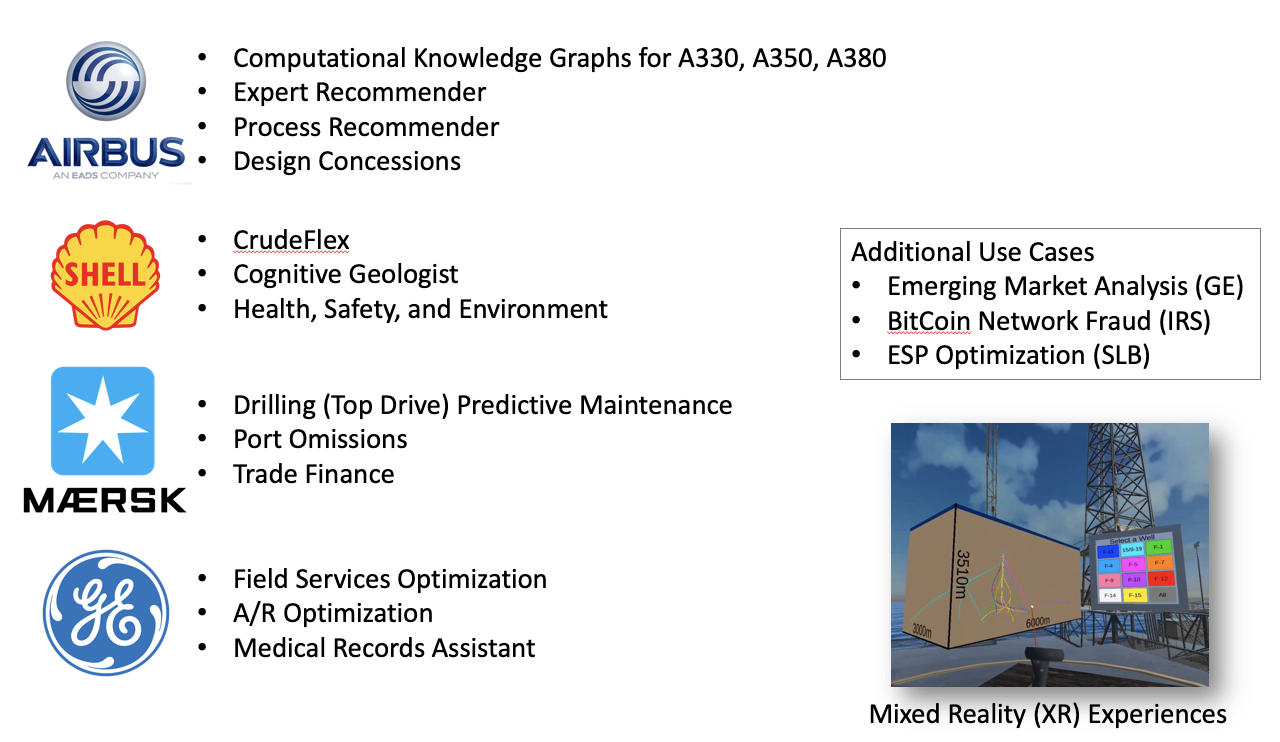 AIRBUS
AN EADS COMPANY
• Computational Knowledge Graphs for A330, A350, A380
• Expert Recommender
• Process Recommender
• Design Concessions
SHELL
• CrudeFlex
• Cognitive Geologist
• Health, Safety, and Environment
MÆRSK
• Drilling (Top Drive) Predictive Maintenance
• Port Omissions
• Trade Finance
GE
• Field Services Optimization
• A/R Optimization
• Medical Records Assistant
Additional Use Cases
• Emerging Market Analysis (GE)
• BitCoin Network Fraud (IRS)
• ESP Optimization (SLB)
3510m
3000m
6000m
Select a Well
15/9-19 F-1
F-4 F-5 F-7
F-9 F-10 F-12
F-14 F-15 All
Mixed Reality (XR) Experiences